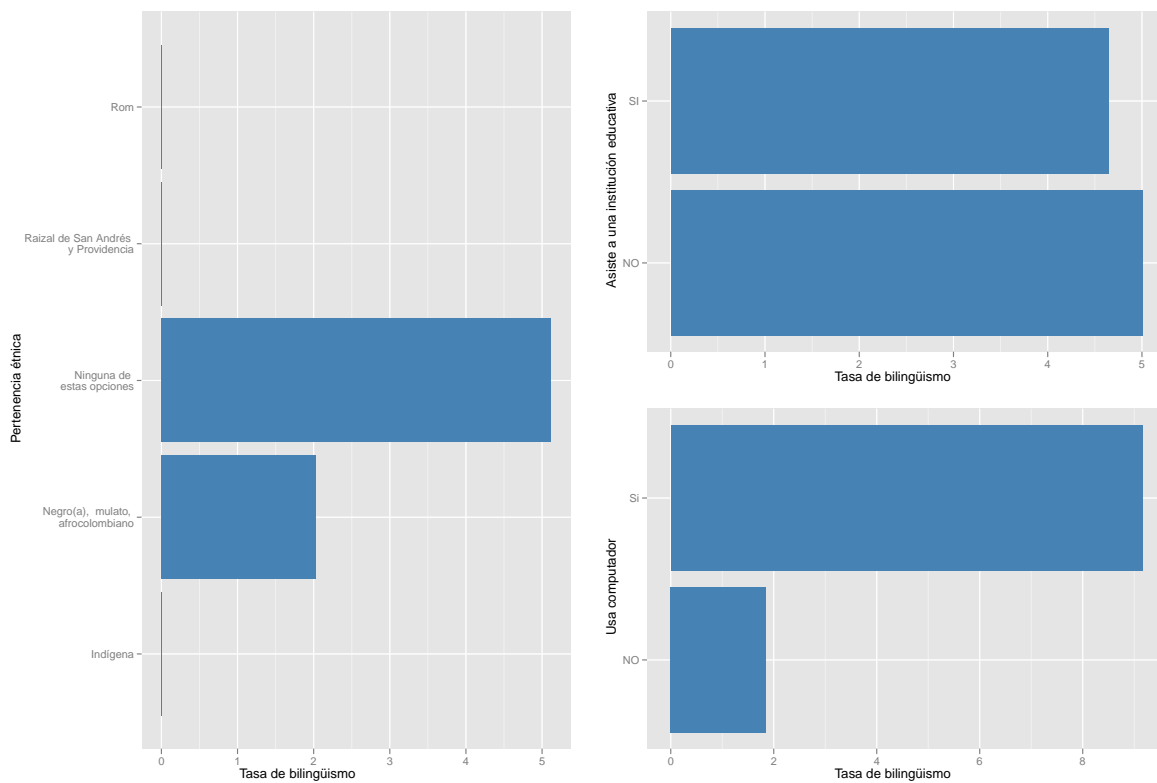 Pertenencia étnica
Rom
Raizal de San Andrés
y Providencia
Ninguna de
estas opciones
Negro(a), mulato,
afrocolombiano
Indígena
0 1 2 3 4 5
Tasa de bilingüismo
Asiste a una institución educativa
SI
NO
0 1 2 3 4 5
Tasa de bilingüismo
Usa computador
Si
NO
0 2 4 6 8
Tasa de bilingüismo